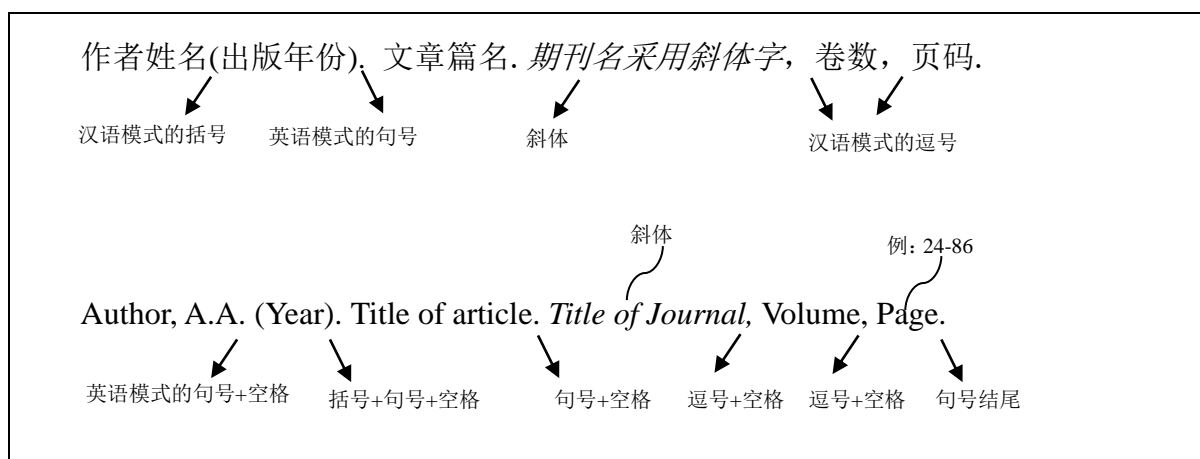 作者姓名(出版年份). 文章篇名. 期刊名采用斜体字，卷数，页码.
汉语模式的括号 英语模式的句号 斜体 汉语模式的逗号
斜体
例：24-86
Author, A.A. (Year). Title of article. Title of Journal, Volume, Page.
英语模式的句号+空格 括号+句号+空格 句号+空格 逗号+空格 逗号+空格 句号结尾